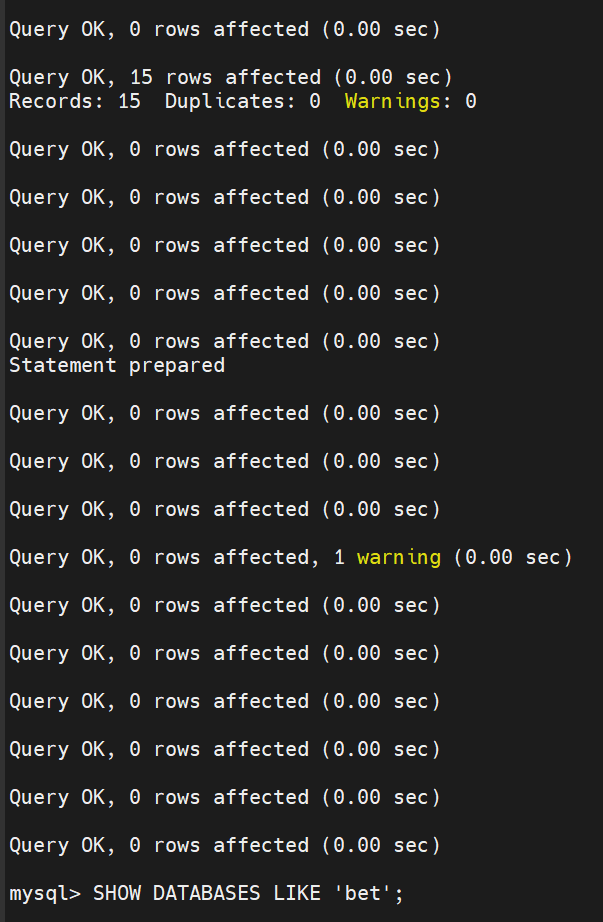 Query OK, 0 rows affected (0.00 sec)
Query OK, 15 rows affected (0.00 sec)
Records: 15  Duplicates: 0  Warnings: 0
Query OK, 0 rows affected (0.00 sec)
Query OK, 0 rows affected (0.00 sec)
Query OK, 0 rows affected (0.00 sec)
Query OK, 0 rows affected (0.00 sec)
Query OK, 0 rows affected (0.00 sec)
Statement prepared
Query OK, 0 rows affected (0.00 sec)
Query OK, 0 rows affected (0.00 sec)
Query OK, 0 rows affected (0.00 sec)
Query OK, 0 rows affected, 1 warning (0.00 sec)
Query OK, 0 rows affected (0.00 sec)
Query OK, 0 rows affected (0.00 sec)
Query OK, 0 rows affected (0.00 sec)
Query OK, 0 rows affected (0.00 sec)
Query OK, 0 rows affected (0.00 sec)
Query OK, 0 rows affected (0.00 sec)
mysql> SHOW DATABASES LIKE 'bet';